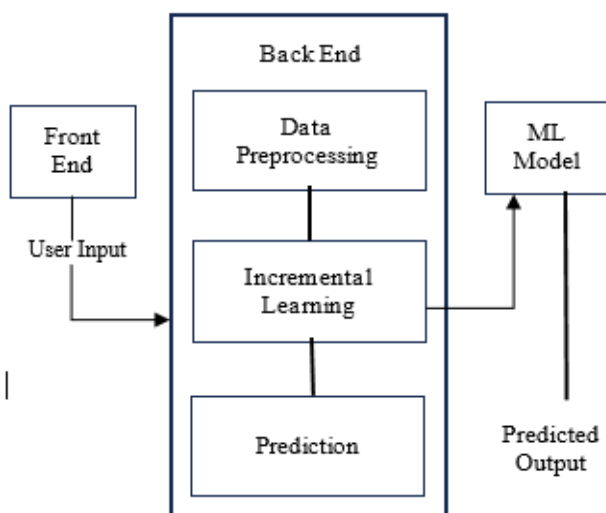 Back End
Front
End
Data
Preprocessing
ML
Model
User Input
Incremental
Learning
Prediction
Predicted
Output